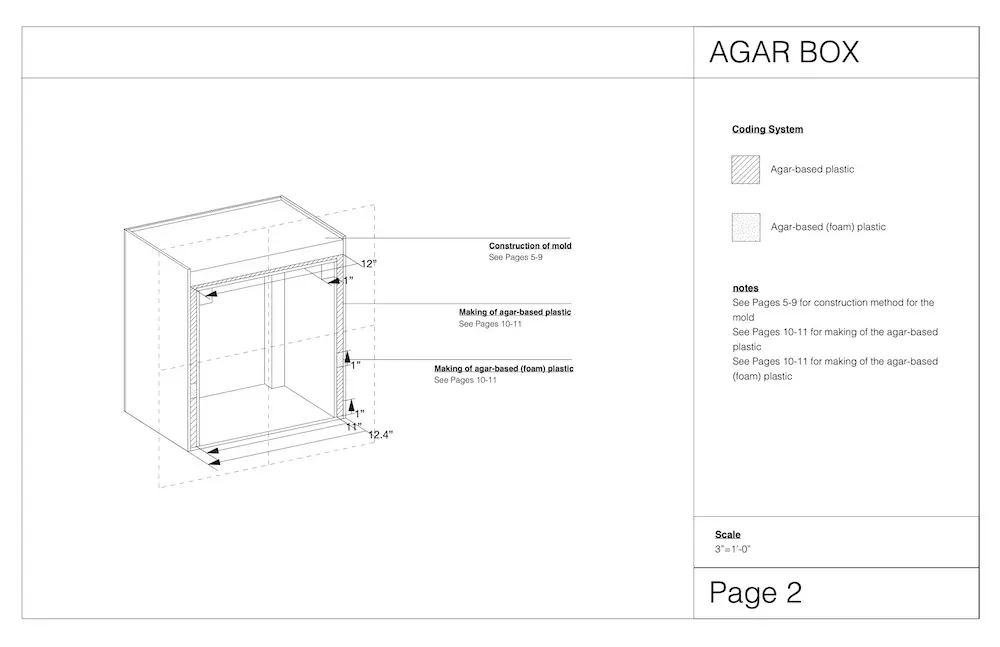 AGAR BOX
Coding System
Agar-based plastic
Agar-based (foam) plastic
Construction of mold
See Pages 5-9
12”
1”
notes
See Pages 5-9 for construction method for the
mold
See Pages 10-11 for making of the agar-based
plastic
See Pages 10-11 for making of the agar-based
(foam) plastic
Making of agar-based plastic
See Pages 10-11
1”
Making of agar-based (foam) plastic
See Pages 10-11
1”
11”
12.4”
Scale
3”=1’-0”
Page 2